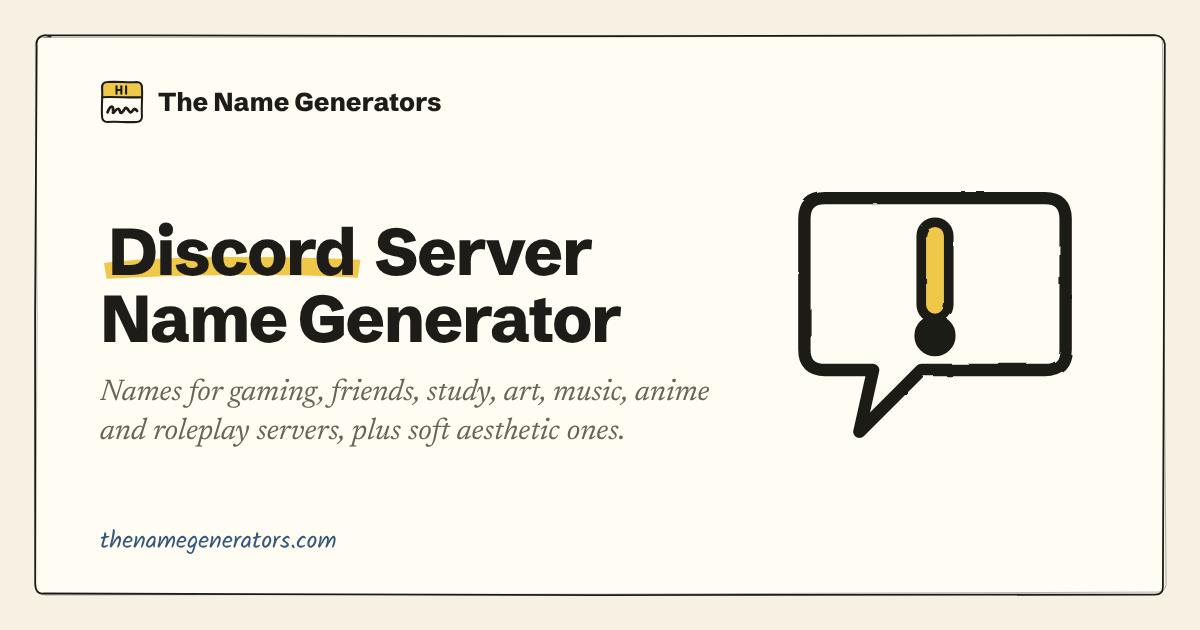 HI
The Name Generators
Discord Server
Name Generator
Names for gaming, friends, study, art, music, anime
and roleplay servers, plus soft aesthetic ones.
thenamegenerators.com